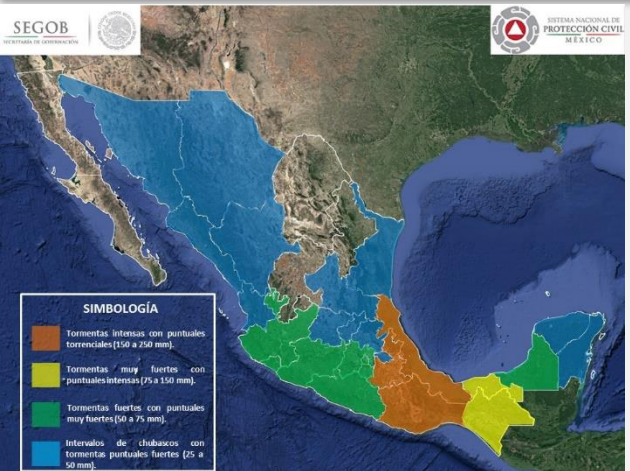 SEGOB
SECRETARÍA DE GOBERNACIÓN
SISTEMA NACIONAL DE
PROTECCIÓN CIVIL
MÉXICO
SIMBOLOGÍA
Tormentas intensas con puntuales
torrenciales (150 a 250 mm).
Tormentas muy fuertes con
puntuales intensas (75 a 150 mm).
Tormentas fuertes con puntuales
muy fuertes (50 a 75 mm).
Intervalos de chubascos con
tormentas puntuales fuertes (25 a
50 mm).